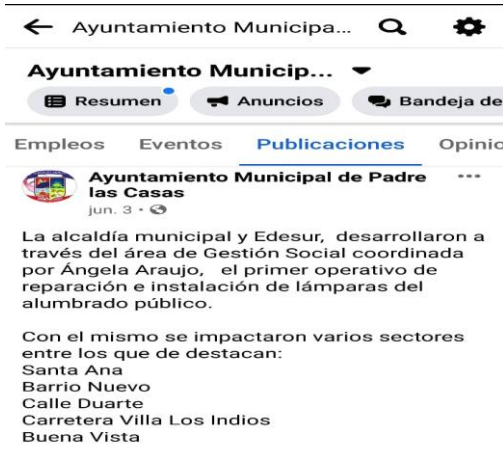 Ayuntamiento Municipa...
Ayuntamiento Municip...
Resumen Anuncios Bandeja de
Empleos Eventos Publicaciones Opinio
Ayuntamiento Municipal de Padre
las Casas
jun. 3 ·
La alcaldía municipal y Edesur, desarrollaron a
través del área de Gestión Social coordinada
por Ángela Araujo, el primer operativo de
reparación e instalación de lámparas del
alumbrado público.
Con el mismo se impactaron varios sectores
entre los que de destacan:
Santa Ana
Barrio Nuevo
Calle Duarte
Carretera Villa Los Indios
Buena Vista